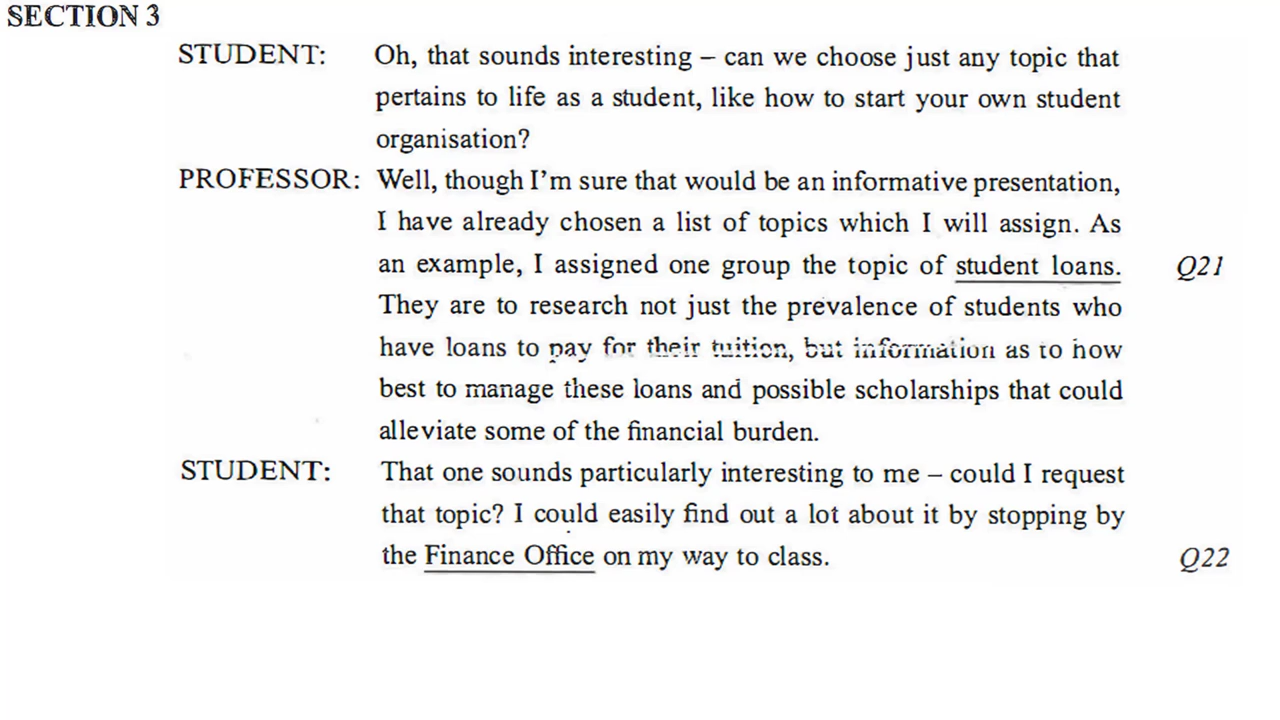 SECTION 3
STUDENT: Oh, that sounds interesting – can we choose just any topic that
pertains to life as a student, like how to start your own student
organisation?
PROFESSOR: Well, though I'm sure that would be an informative presentation,
I have already chosen a list of topics which I will assign. As
an example, I assigned one group the topic of student loans. Q21
They are to research not just the prevalence of students who
have loans to pay for their tuition, but information as to how
best to manage these loans and possible scholarships that could
alleviate some of the financial burden.
STUDENT: That one sounds particularly interesting to me – could I request
that topic? I could easily find out a lot about it by stopping by
the Finance Office on my way to class. Q22